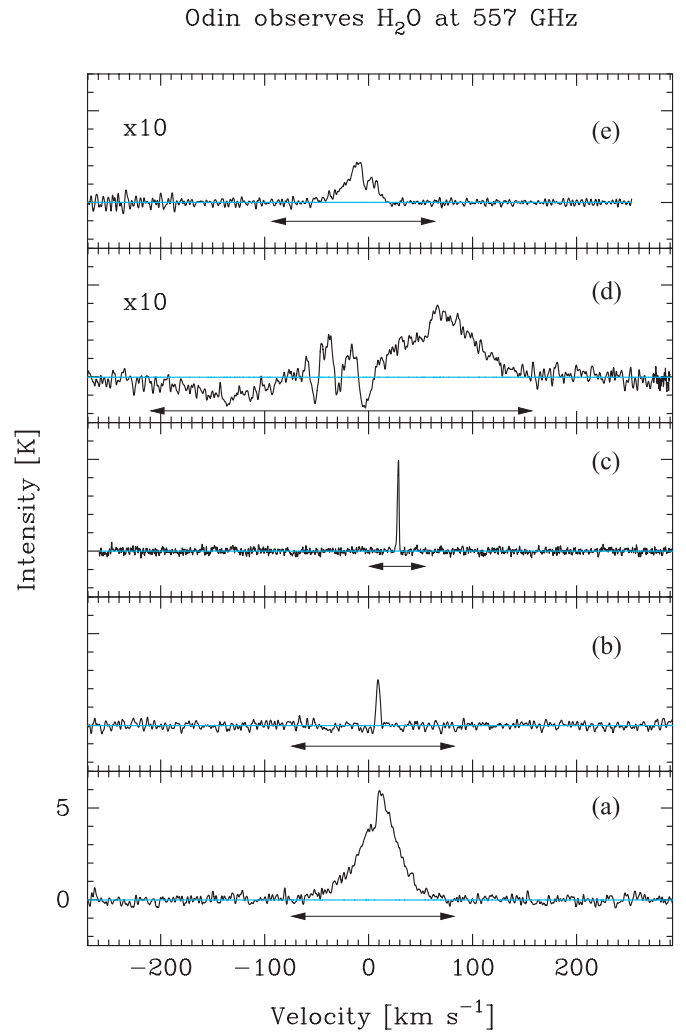 Odin observes H₂O at 557 GHz
x10
(e)
x10
(d)
(c)
(b)
(a)
5
0
Intensity [K]
−200 −100 0 100 200
Velocity [km s⁻¹]